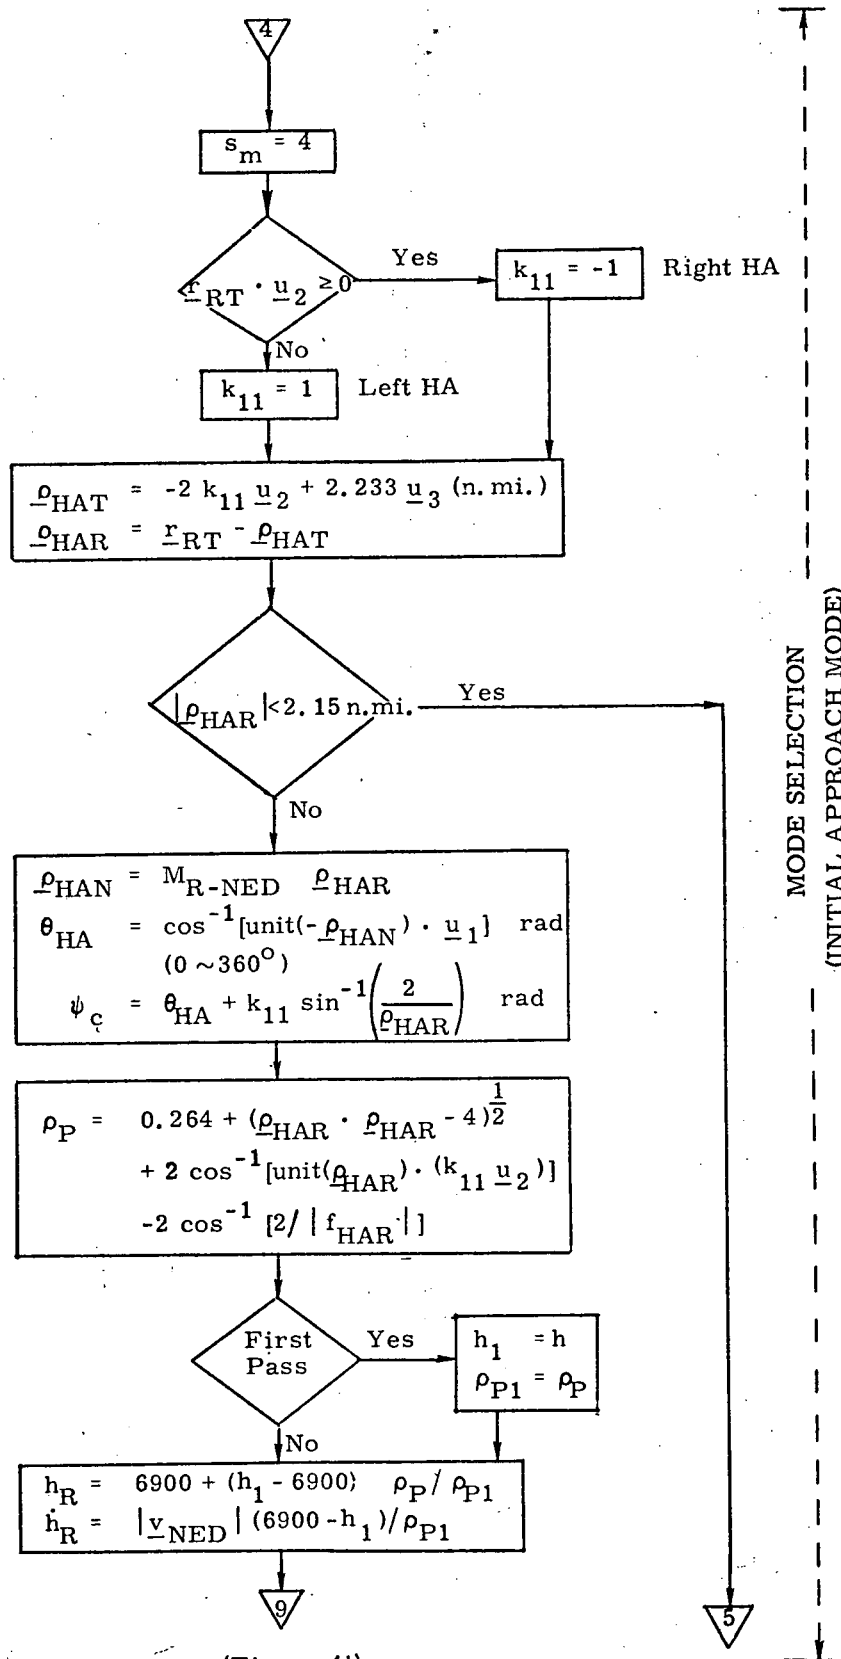 4
s_m = 4
r_RT · u_2 ≥ 0
Yes
k_11 = -1 Right HA
No
k_11 = 1 Left HA
ρ_HAT = -2 k_11 u_2 + 2.233 u_3 (n.mi.)
ρ_HAR = r_RT - ρ_HAT
|ρ_HAR| < 2.15 n.mi.
Yes
No
ρ_HAN = M_R-NED ρ_HAR
θ_HA = cos^-1 [unit(-ρ_HAN) · u_1] rad
(0 ~ 360°)
ψ_c = θ_HA + k_11 sin^-1 (2 / ρ_HAR) rad
ρ_P = 0.264 + (ρ_HAR · ρ_HAR - 4)^1/2
+ 2 cos^-1 [unit(ρ_HAR) · (k_11 u_2)]
-2 cos^-1 [2/ | f_HAR | ]
First
Pass
Yes
h_1 = h
ρ_P1 = ρ_P
No
h_R = 6900 + (h_1 - 6900) ρ_P / ρ_P1
ḣ_R = |v_NED| (6900 - h_1)/ρ_P1
9
5
MODE SELECTION
(INITIAL APPROACH MODE)